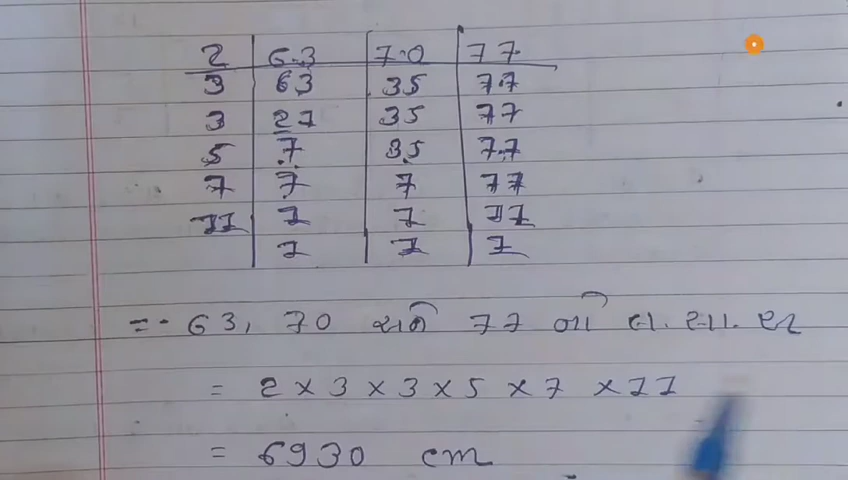 2 63 70 77
3 63 35 77
3 21 35 77
5 7 35 77
7 7 7 77
11 1 1 11
1 1 1
= 63, 70 અને 77 નો લ. સા. અ
= 2 × 3 × 3 × 5 × 7 × 11
= 6930 cm